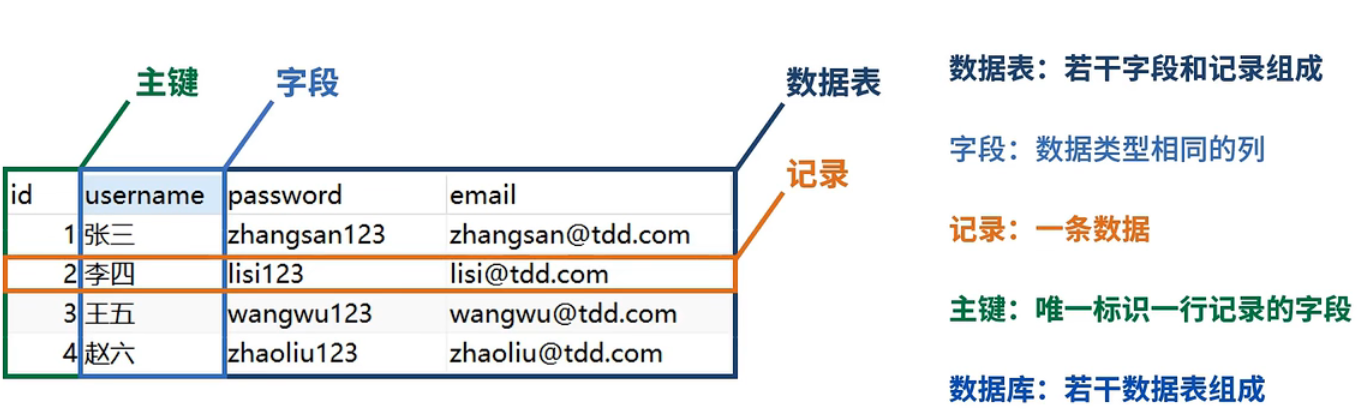 主键 字段 数据表
记录
id username password email
1 张三 zhangsan123 zhangsan@tdd.com
2 李四 lisi123 lisi@tdd.com
3 王五 wangwu123 wangwu@tdd.com
4 赵六 zhaoliu123 zhaoliu@tdd.com
数据表：若干字段和记录组成
字段：数据类型相同的列
记录：一条数据
主键：唯一标识一行记录的字段
数据库：若干数据表组成